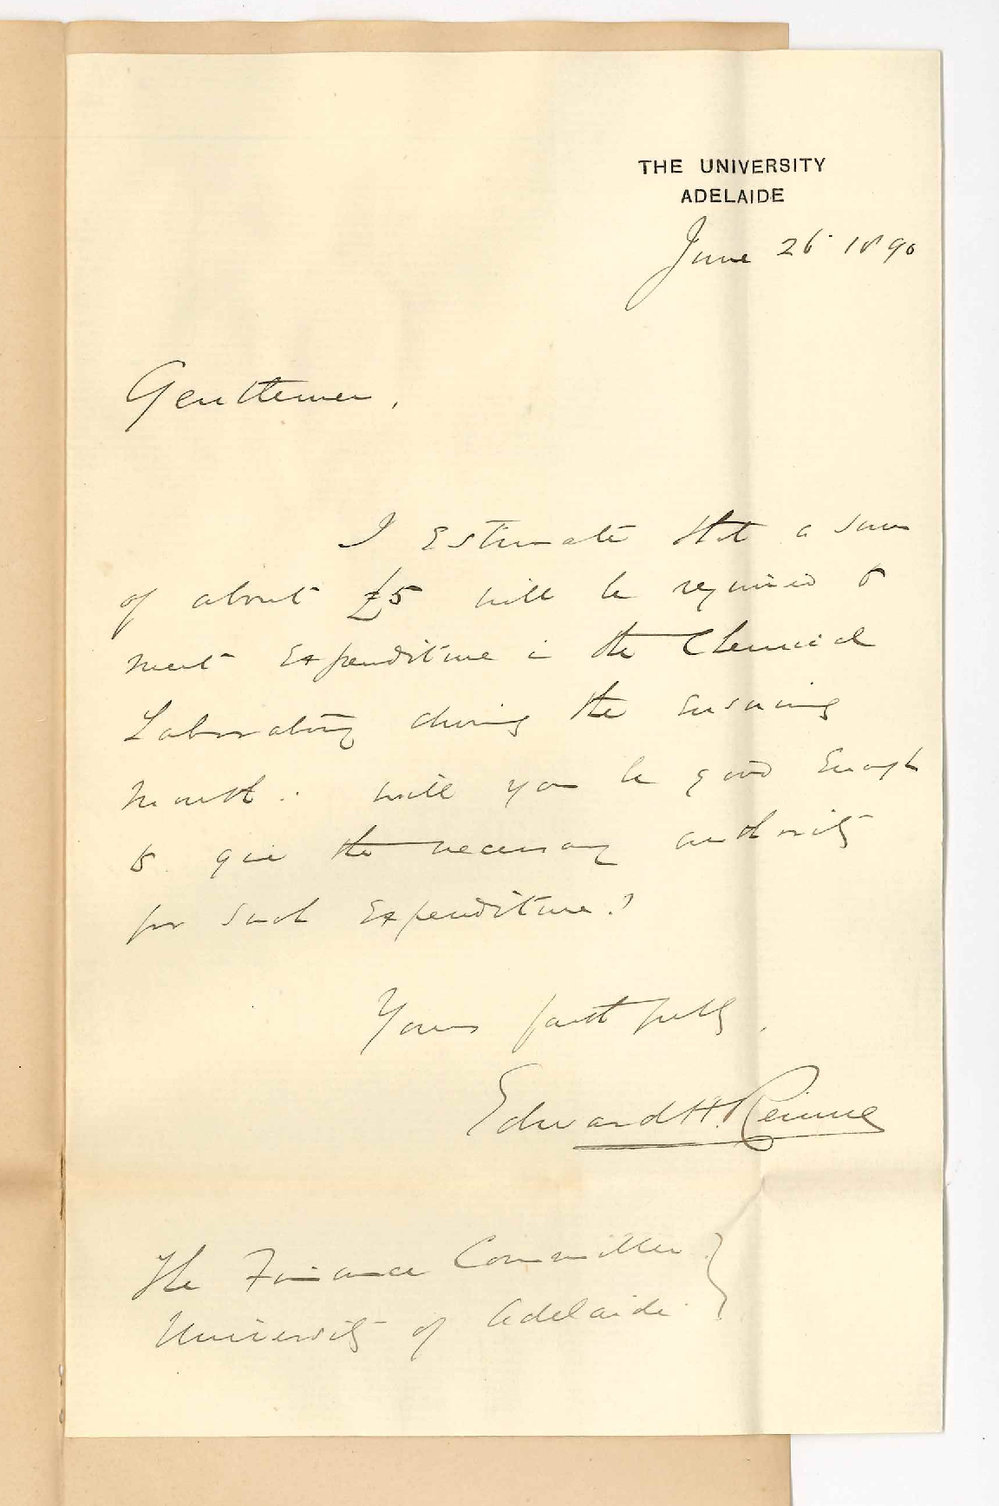 THE UNIVERSITY
ADELAIDE
June 26 1890
Gentlemen,
I Estimate that a sum
of about £5 will be required to
meet Expenditure in the Chemical
Laboratory during the ensuing
month. Will you be good Enough
to give the necessary authority
for such Expenditure?
Yours faithfully,
Edward H. Rennie
The Finance Committee }
University of Adelaide. }